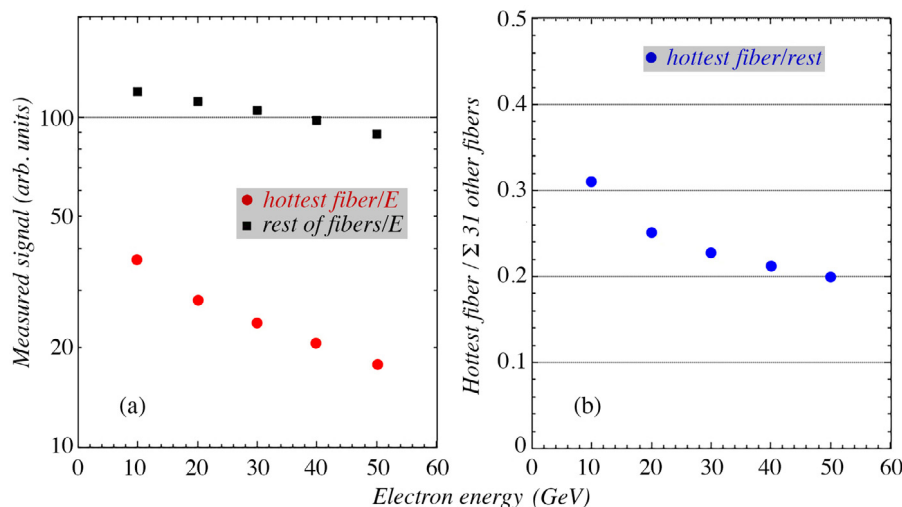 Measured signal (arb. units)
100
50
20
10
hottest fiber/E
rest of fibers/E
(a)
0 10 20 30 40 50 60
Hottest fiber / Σ 31 other fibers
0.5
0.4
0.3
0.2
0.1
0
hottest fiber/rest
(b)
0 10 20 30 40 50 60
Electron energy (GeV)